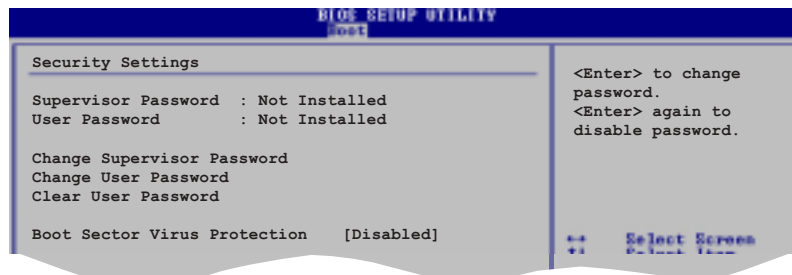 BIOS SETUP UTILITY
Boot
Security Settings
Supervisor Password : Not Installed
User Password : Not Installed
Change Supervisor Password
Change User Password
Clear User Password
Boot Sector Virus Protection [Disabled]
<Enter> to change
password.
<Enter> again to
disable password.
Select Screen
Select Item